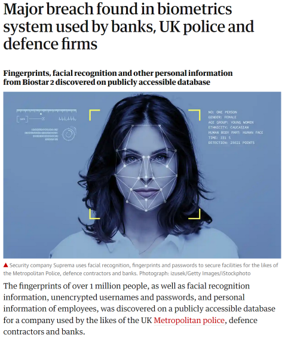 Major breach found in biometrics
system used by banks, UK police and
defence firms
Fingerprints, facial recognition and other personal information
from Biostar 2 discovered on publicly accessible database
▲ Security company Suprema uses facial recognition, fingerprints and passwords to secure facilities for the likes of
the Metropolitan Police, defence contractors and banks. Photograph: izusek/Getty Images/iStockphoto
The fingerprints of over 1 million people, as well as facial recognition
information, unencrypted usernames and passwords, and personal
information of employees, was discovered on a publicly accessible database
for a company used by the likes of the UK Metropolitan police, defence
contractors and banks.